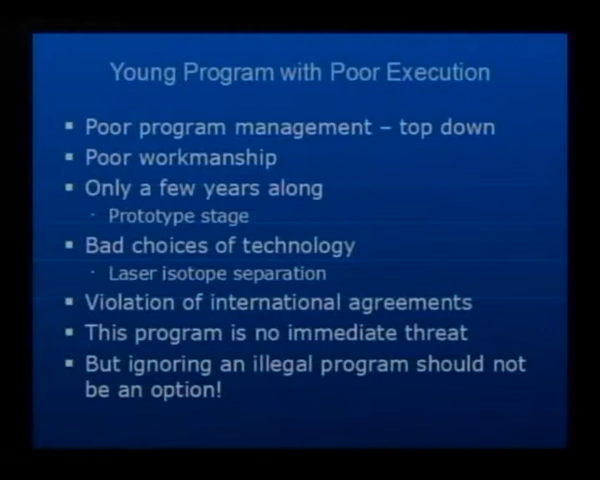 Young Program with Poor Execution
▪ Poor program management – top down
▪ Poor workmanship
▪ Only a few years along
· Prototype stage
▪ Bad choices of technology
· Laser isotope separation
▪ Violation of international agreements
▪ This program is no immediate threat
▪ But ignoring an illegal program should not
be an option!